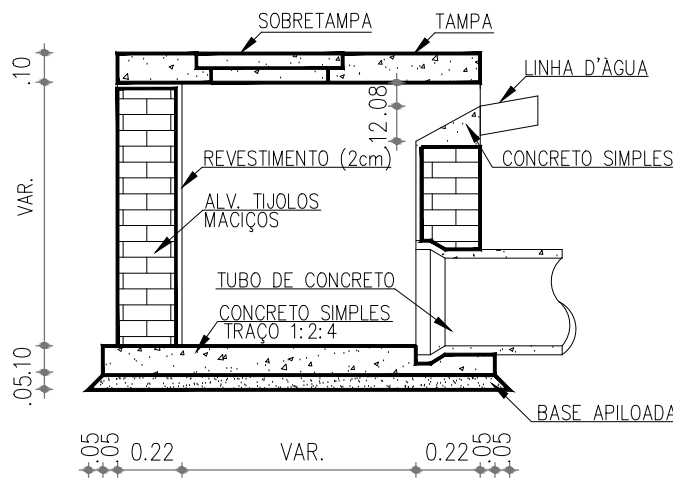 SOBRETAMPA
TAMPA
LINHA D'ÀGUA
.10
.08
12
CONCRETO SIMPLES
REVESTIMENTO (2cm)
ALV. TIJOLOS
MACIÇOS
VAR.
TUBO DE CONCRETO
CONCRETO SIMPLES
TRAÇO 1:2:4
.10
.05
BASE APILOADA
.05
.05
0.22
VAR.
0.22
.05
.05